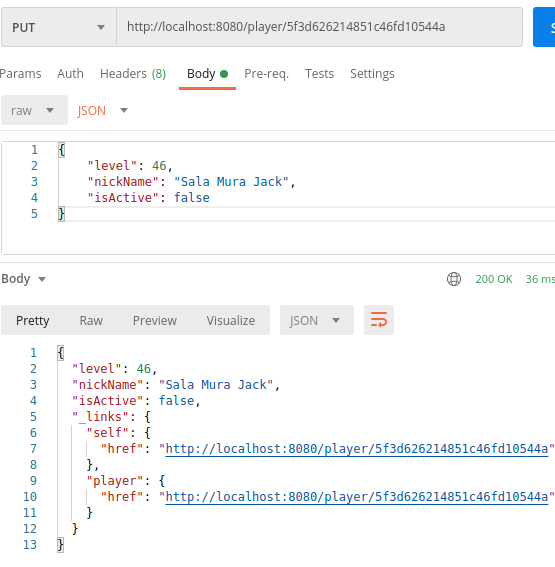 PUT http://localhost:8080/player/5f3d626214851c46fd10544a S
Params Auth Headers (8) Body Pre-req. Tests Settings
raw JSON
1 {
2 "level": 46,
3 "nickName": "Sala Mura Jack",
4 "isActive": false
5 }
Body 200 OK 36 ms
Pretty Raw Preview Visualize JSON
1 {
2 "level": 46,
3 "nickName": "Sala Mura Jack",
4 "isActive": false,
5 "_links": {
6 "self": {
7 "href": "http://localhost:8080/player/5f3d626214851c46fd10544a"
8 },
9 "player": {
10 "href": "http://localhost:8080/player/5f3d626214851c46fd10544a"
11 }
12 }
13 }